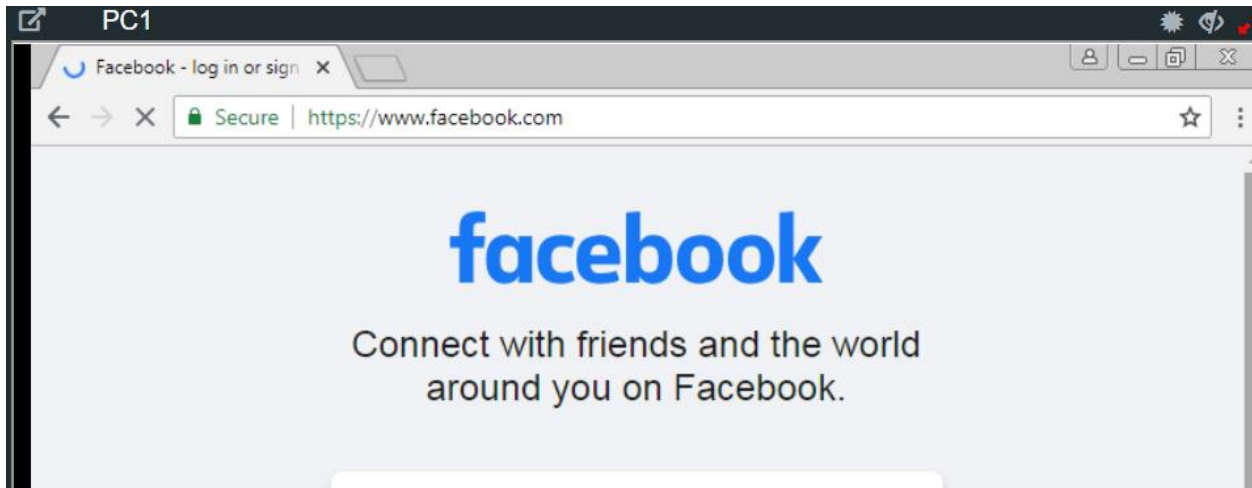 PC1
Facebook - log in or sign
Secure | https://www.facebook.com
facebook
Connect with friends and the world
around you on Facebook.